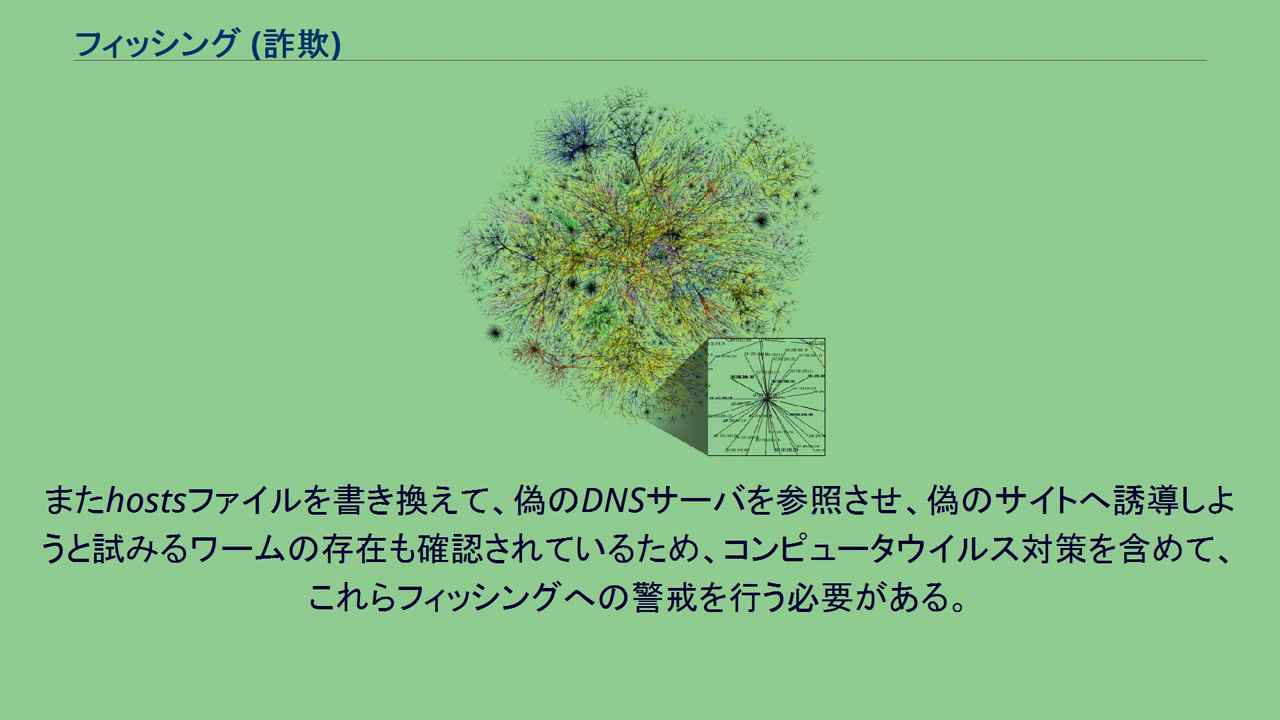 フィッシング (詐欺)
またhostsファイルを書き換えて、偽のDNSサーバを参照させ、偽のサイトへ誘導しよ
うと試みるワームの存在も確認されているため、コンピュータウイルス対策を含めて、
これらフィッシングへの警戒を行う必要がある。